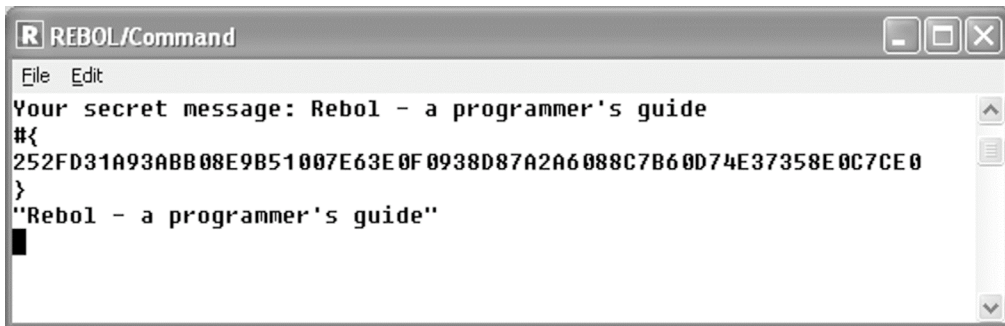 R REBOL/Command
File Edit
Your secret message: Rebol - a programmer's guide
#{
252FD31A93ABB08E9B51007E63E0F0938D87A2A6088C7B60D74E37358E0C7CE0
}
"Rebol - a programmer's guide"